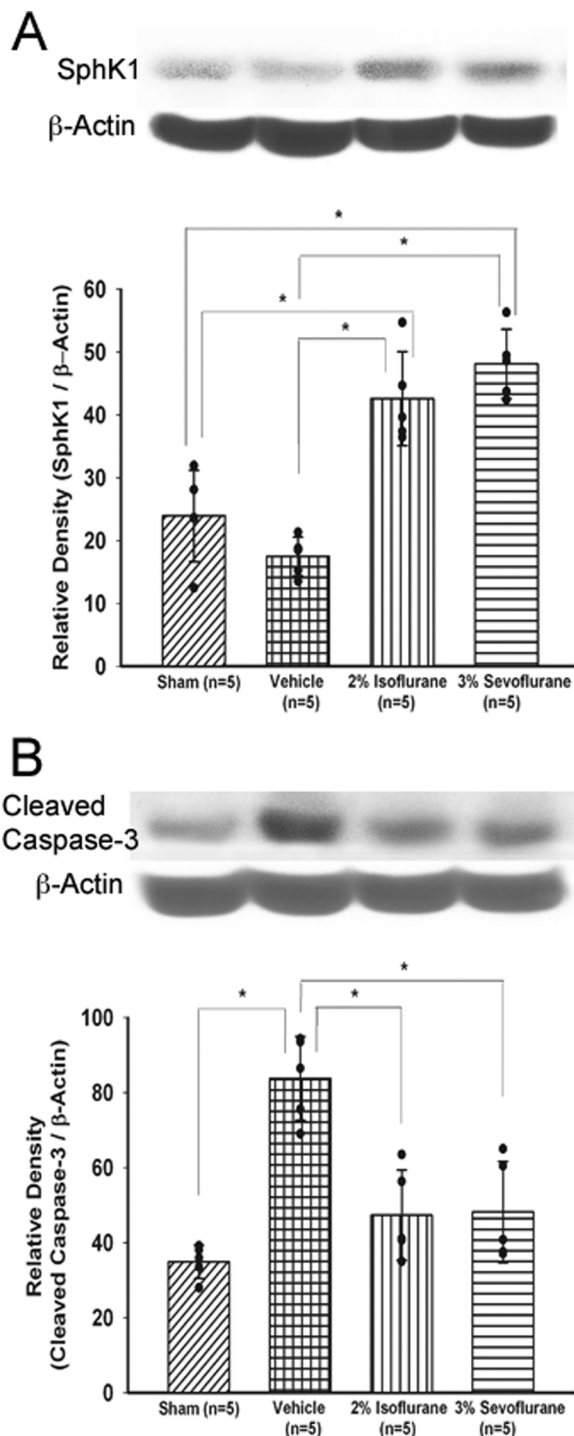 A
SphK1
β-Actin
*
*
*
*
Relative Density (SphK1 / β–Actin)
60
50
40
30
20
10
0
Sham (n=5)
Vehicle
(n=5)
2% Isoflurane
(n=5)
3% Sevoflurane
(n=5)
B
Cleaved
Caspase-3
β-Actin
*
*
*
Relative Density
(Cleaved Caspase-3 / β-Actin)
100
80
60
40
20
0
Sham (n=5)
Vehicle
(n=5)
2% Isoflurane
(n=5)
3% Sevoflurane
(n=5)